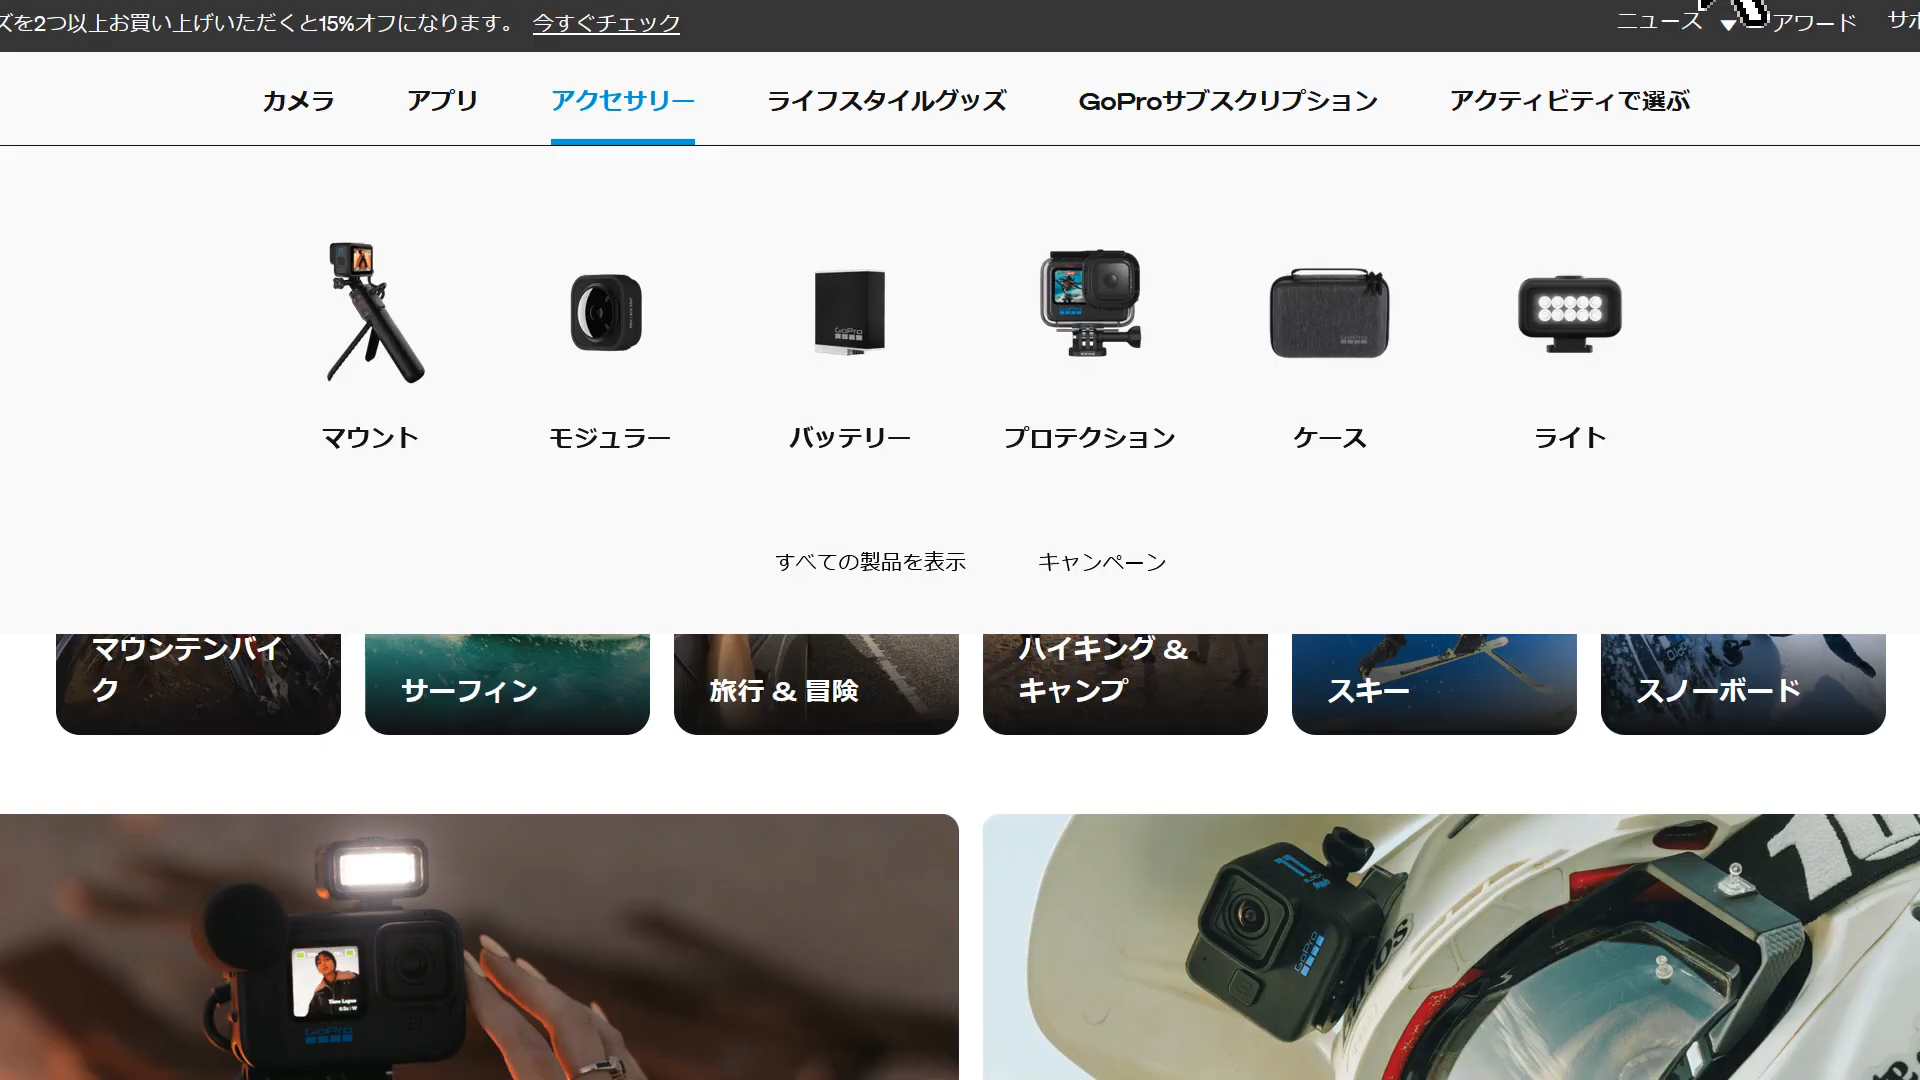 ズを2つ以上お買い上げいただくと15%オフになります。 今すぐチェック
ニュース アワード サポ
カメラ アプリ アクセサリー ライフスタイルグッズ GoProサブスクリプション アクティビティで選ぶ
マウント モジュラー バッテリー プロテクション ケース ライト
すべての製品を表示 キャンペーン
マウンテンバイ
ク
サーフィン
旅行 & 冒険
ハイキング &
キャンプ
スキー
スノーボード
GoPro
Time Lapse
11
GoPro
10